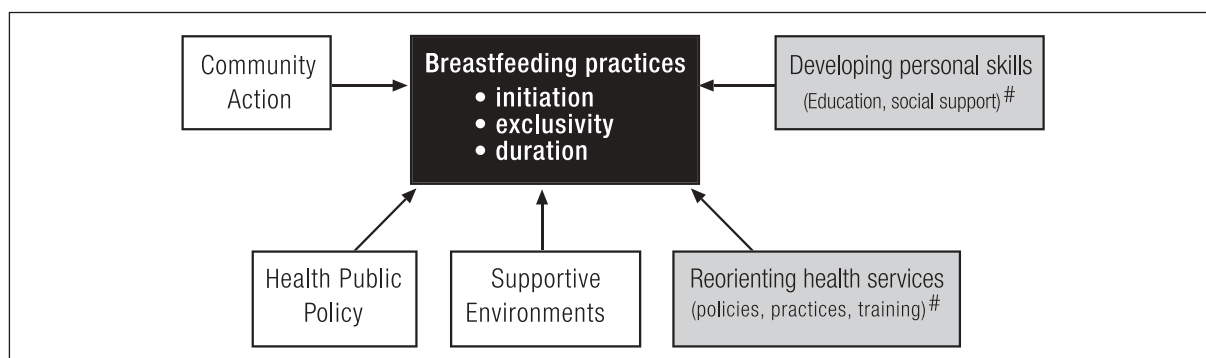 Community
Action
Breastfeeding practices
• initiation
• exclusivity
• duration
Developing personal skills
(Education, social support)#
Health Public
Policy
Supportive
Environments
Reorienting health services
(policies, practices, training)#